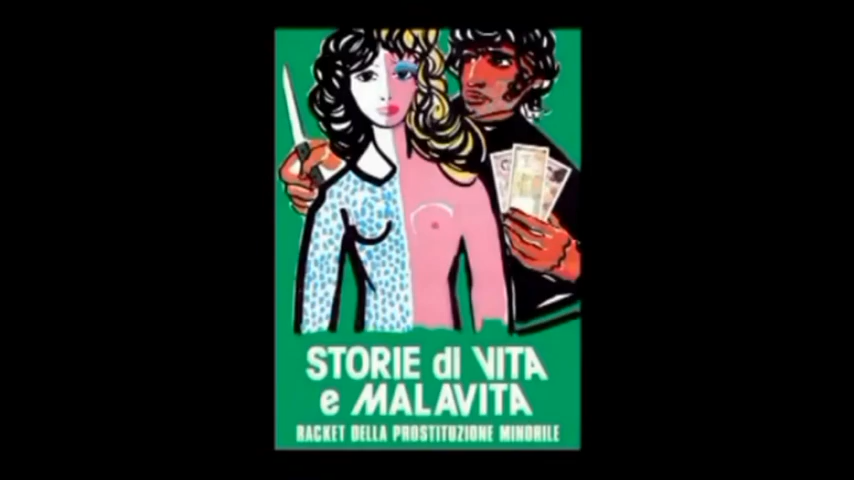 STORIE di VITA
e MALAVITA
RACKET DELLA PROSTITUZIONE MINORILE